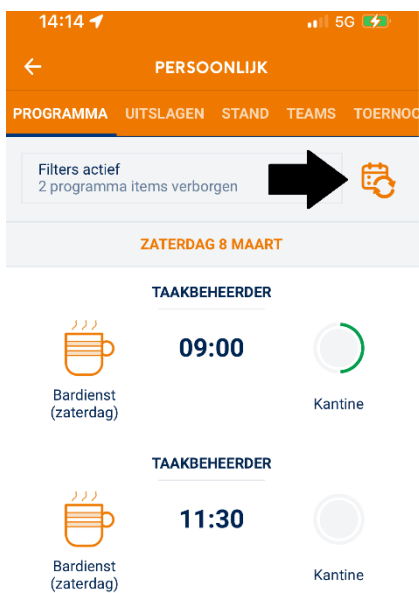 14:14
5G
PERSOONLIJK
PROGRAMMA UITSLAGEN STAND TEAMS TOERNOO
Filters actief
2 programma items verborgen
ZATERDAG 8 MAART
TAAKBEHEERDER
09:00
Bardienst
(zaterdag)
Kantine
TAAKBEHEERDER
11:30
Bardienst
(zaterdag)
Kantine